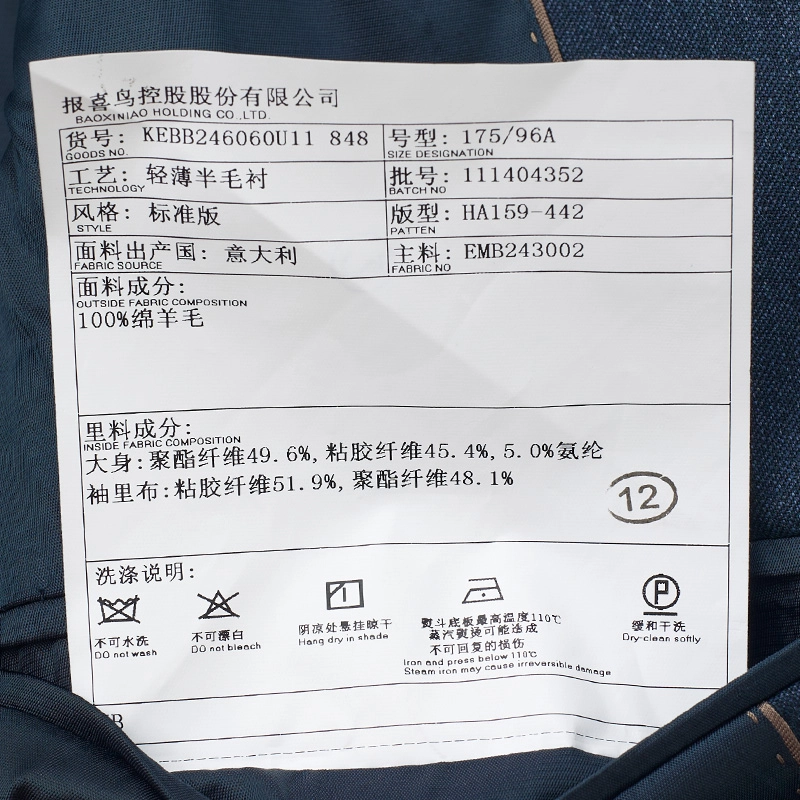 报喜鸟控股股份有限公司
BAOXINIAO HOLDING CO.,LTD.
货号: KEBB246060U11 848 号型: 175/96A
GOODS NO. SIZE DESIGNATION
工艺: 轻薄半毛衬 批号: 111404352
TECHNOLOGY BATCH NO
风格: 标准版 版型: HA159-442
STYLE PATTEN
面料出产国: 意大利 主料: EMB243002
FABRIC SOURCE FABRIC NO
面料成分:
OUTSIDE FABRIC COMPOSITION
100%绵羊毛
里料成分:
INSIDE FABRIC COMPOSITION
大身:聚酯纤维49.6%,粘胶纤维45.4%,5.0%氨纶
袖里布:粘胶纤维51.9%,聚酯纤维48.1%
12
洗涤说明:
不可水洗
DO not wash
不可漂白
DO not bleach
阴凉处悬挂晾干
Hang dry in shade
熨斗底板最高温度110℃
蒸汽熨烫可能造成
不可回复的损伤
Iron and press below 110℃
Steam iron may cause irreversible damage
P
缓和干洗
Dry-clean softly